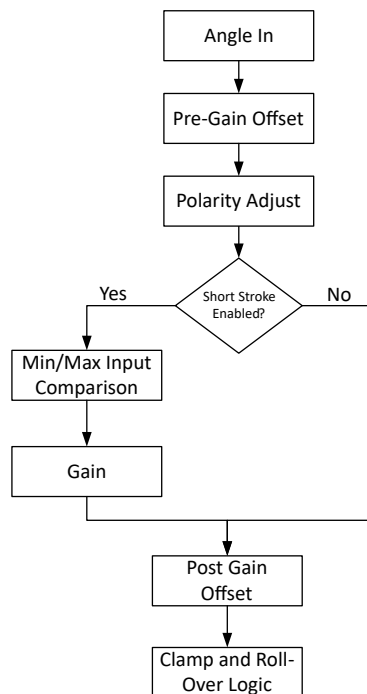 Angle In
Pre-Gain Offset
Polarity Adjust
Short Stroke
Enabled?
Yes
No
Min/Max Input
Comparison
Gain
Post Gain
Offset
Clamp and Roll-
Over Logic